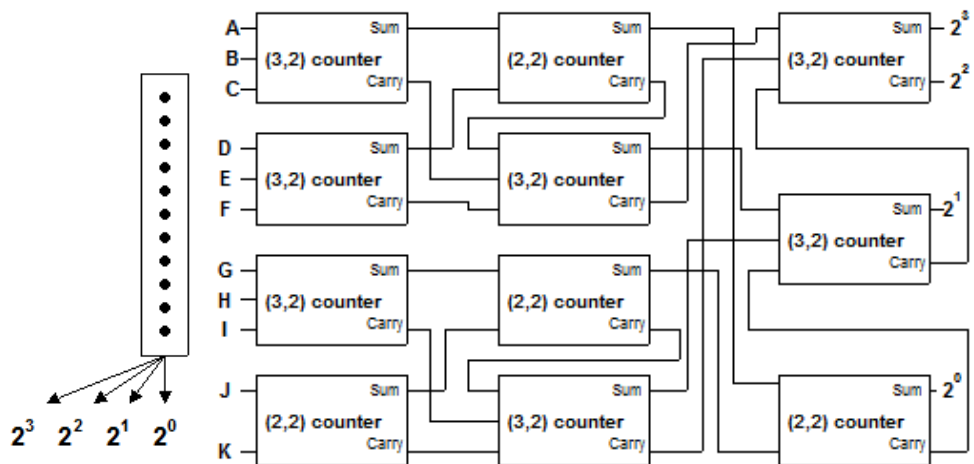 A Sum Sum Sum 2³
B (3,2) counter (2,2) counter (3,2) counter
C Carry Carry Carry 2²
D Sum Sum
E (3,2) counter (3,2) counter
F Carry Carry
Sum 2¹
(3,2) counter
Carry
G Sum Sum
H (3,2) counter (2,2) counter
I Carry Carry
J Sum Sum Sum 2⁰
(2,2) counter (3,2) counter (2,2) counter
K Carry Carry Carry
2³ 2² 2¹ 2⁰